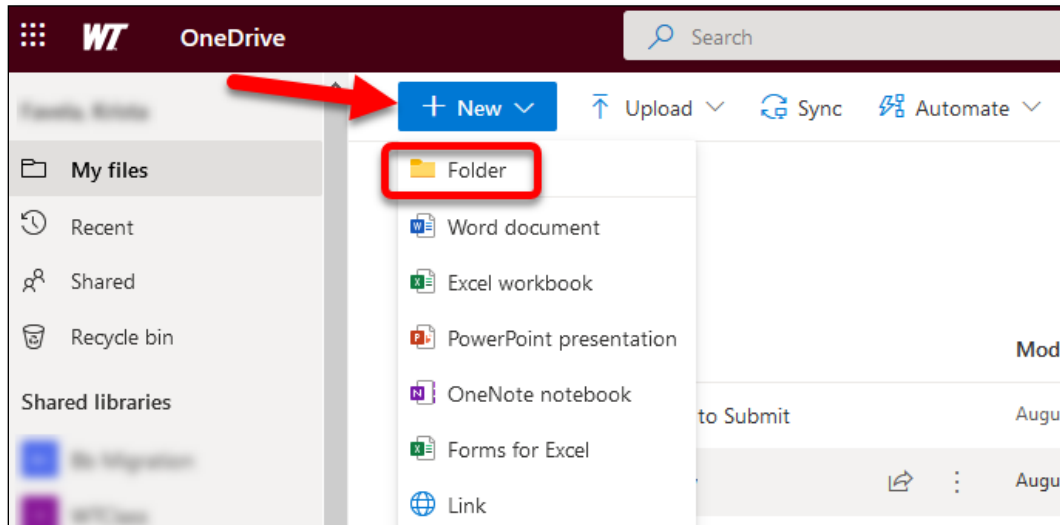 WT OneDrive Search
New Upload Sync Automate
My files
Recent
Shared
Recycle bin
Shared libraries
Folder
Word document
Excel workbook
PowerPoint presentation
OneNote notebook
Forms for Excel
Link
Mod
to Submit Augu
Augu